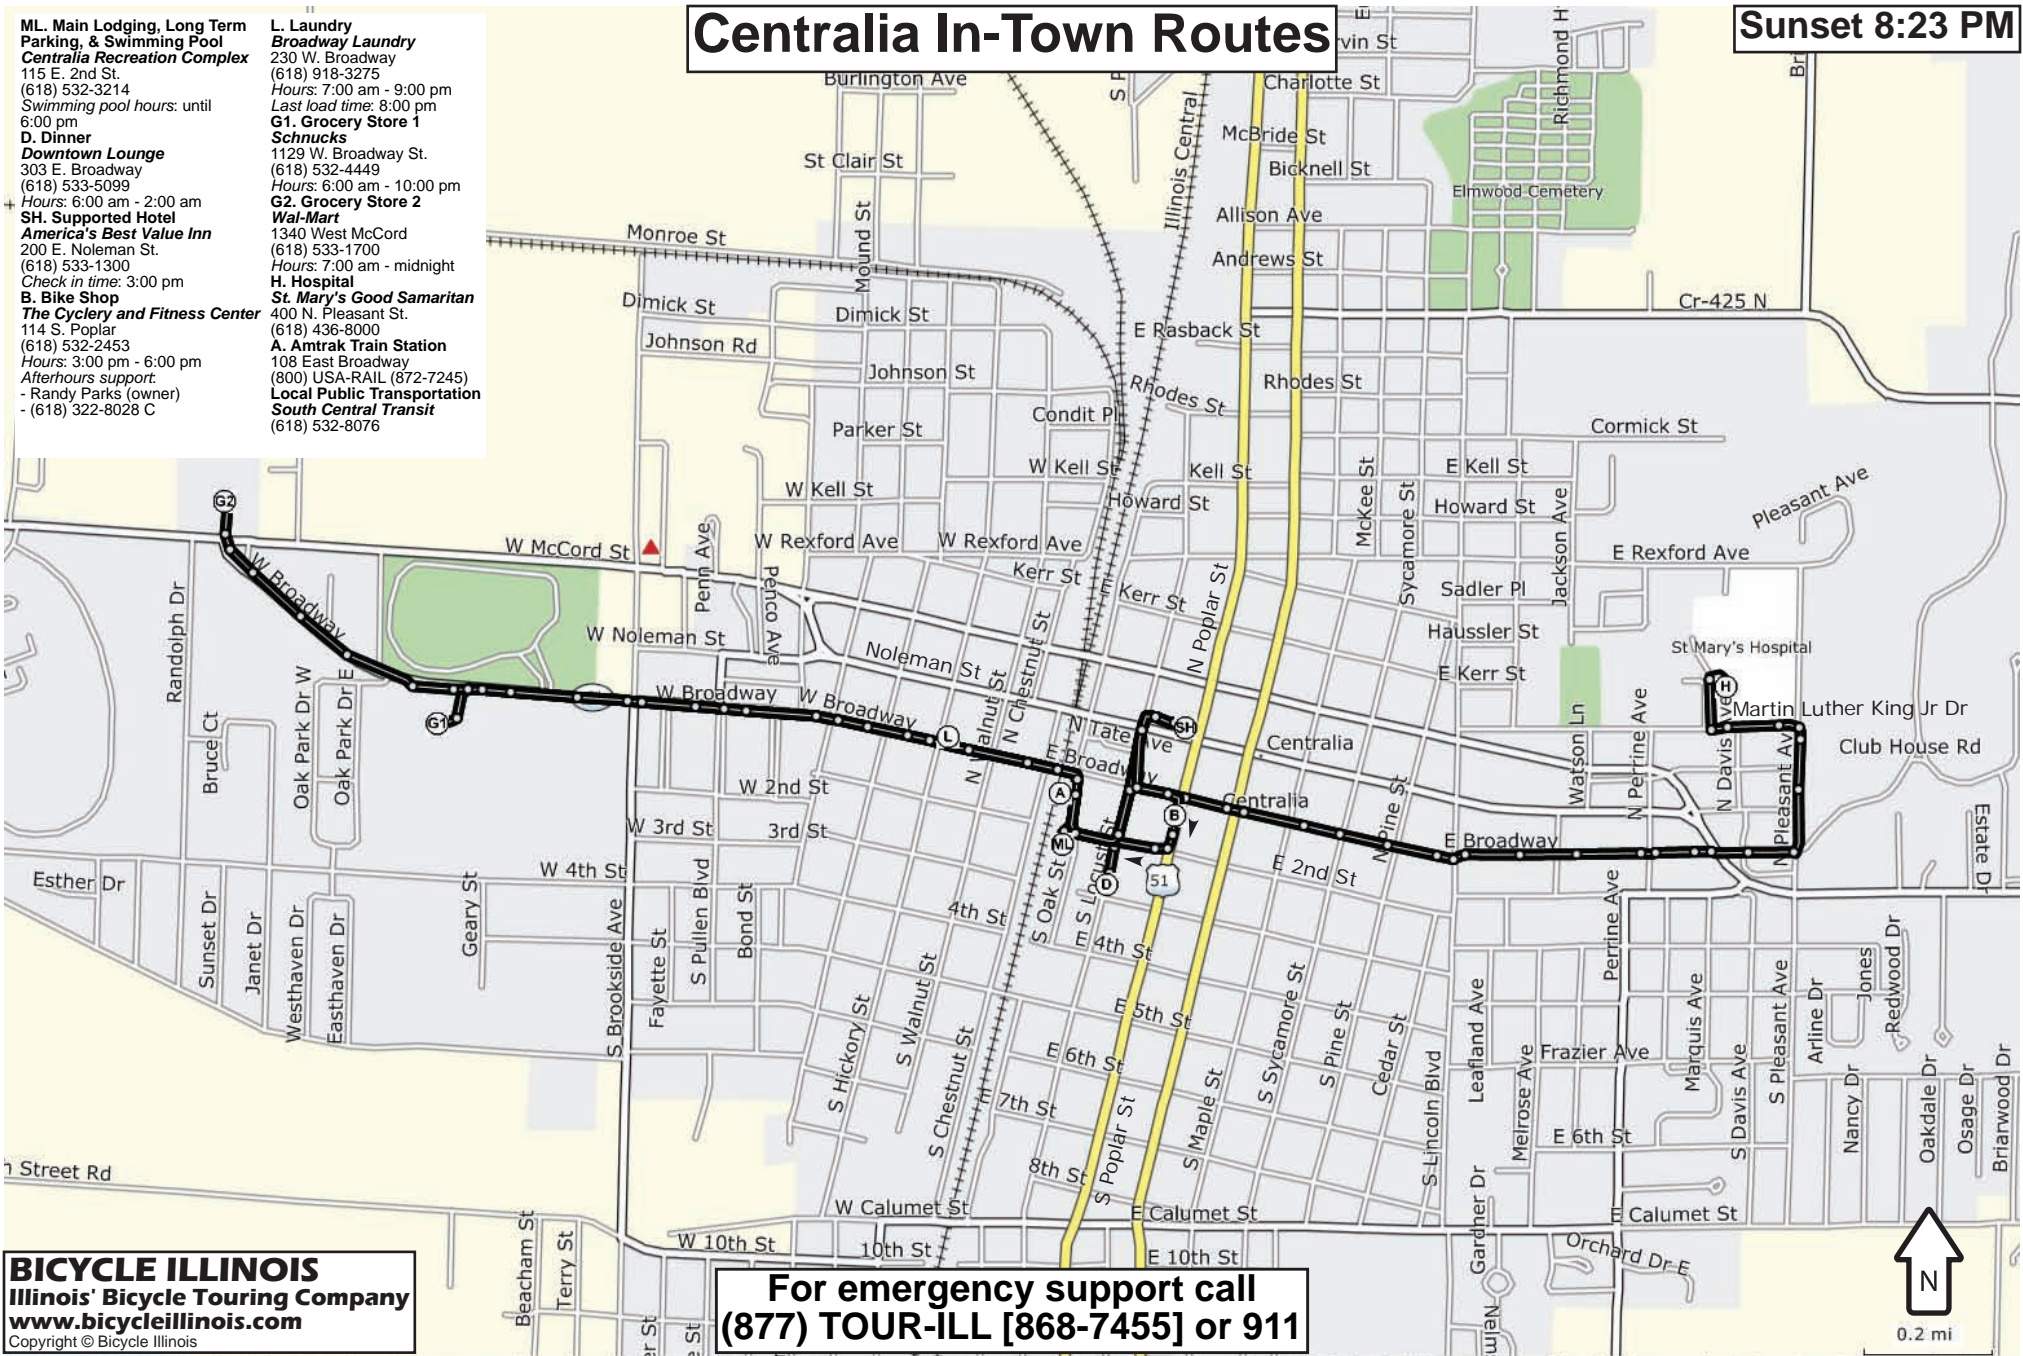 Centralia In-Town Routes
Sunset 8:23 PM
ML. Main Lodging, Long Term
Parking, & Swimming Pool
Centralia Recreation Complex
115 E. 2nd St.
(618) 532-3214
Swimming pool hours: until
6:00 pm
D. Dinner
Downtown Lounge
303 E. Broadway
(618) 533-5099
Hours: 6:00 am - 2:00 am
SH. Supported Hotel
America's Best Value Inn
200 E. Noleman St.
(618) 533-1300
Check in time: 3:00 pm
B. Bike Shop
The Cyclery and Fitness Center
114 S. Poplar
(618) 532-2453
Hours: 3:00 pm - 6:00 pm
Afterhours support:
- Randy Parks (owner)
- (618) 322-8028 C
L. Laundry
Broadway Laundry
230 W. Broadway
(618) 918-3275
Hours: 7:00 am - 9:00 pm
Last load time: 8:00 pm
G1. Grocery Store 1
Schnucks
1129 W. Broadway St.
(618) 532-4449
Hours: 6:00 am - 10:00 pm
G2. Grocery Store 2
Wal-Mart
1340 West McCord
(618) 533-1700
Hours: 7:00 am - midnight
H. Hospital
St. Mary's Good Samaritan
400 N. Pleasant St.
(618) 436-8000
A. Amtrak Train Station
108 East Broadway
(800) USA-RAIL (872-7245)
Local Public Transportation
South Central Transit
(618) 532-8076
Burlington Ave
St Clair St
Mound St
Monroe St
Illinois Central
Charlotte St
McBride St
Bicknell St
Richmond H
Elmwood Cemetery
Allison Ave
Andrews St
Cr-425 N
Dimick St
Dimick St
Johnson Rd
Johnson St
E Rasback St
Rhodes St
Rhodes St
Condit Pl
Parker St
Cormick St
W Kell St
W Kell St
Kell St
E Kell St
Howard St
Howard St
McKee St
Sycamore St
Jackson Ave
Pleasant Ave
W McCord St
W Rexford Ave
W Rexford Ave
E Rexford Ave
Penn Ave
Penco Ave
Kerr St
Kerr St
N Poplar St
Sadler Pl
Haussler St
E Kerr St
St Mary's Hospital
W Noleman St
Noleman St
N Walnut St
N Chestnut St
W Broadway
W Broadway
W Broadway
E Broadway
N Tate Ave
Centralia
Centralia
Randolph Dr
Bruce Ct
Oak Park Dr W
Oak Park Dr E
Martin Luther King Jr Dr
Club House Rd
Watson Ln
N Perrine Ave
N Davis Ave
N Pleasant Av
Estate Dr
G2
G1
L
A
ML
D
B
SH
H
51
W 2nd St
W 3rd St
3rd St
W 4th St
E Broadway
N Pine St
E 2nd St
S Oak St
S Locust St
4th St
E 4th St
E 5th St
E 6th St
7th St
8th St
Esther Dr
Sunset Dr
Janet Dr
Westhaven Dr
Easthaven Dr
Geary St
S Brookside Ave
Fayette St
S Pullen Blvd
Bond St
S Hickory St
S Walnut St
S Chestnut St
S Poplar St
S Maple St
S Sycamore St
S Pine St
Cedar St
S Lincoln Blvd
Leafland Ave
Melrose Ave
Perrine Ave
Frazier Ave
Marquis Ave
S Davis Ave
S Pleasant Ave
Arline Dr
Jones
Redwood Dr
Nancy Dr
Oakdale Dr
Osage Dr
Briarwood Dr
E 6th St
h Street Rd
W Calumet St
E Calumet St
E Calumet St
W 10th St
10th St
E 10th St
Beacham St
Terry St
Gardner Dr
Orchard Dr E
N
0.2 mi
BICYCLE ILLINOIS
Illinois' Bicycle Touring Company
www.bicycleillinois.com
Copyright © Bicycle Illinois
For emergency support call
(877) TOUR-ILL [868-7455] or 911